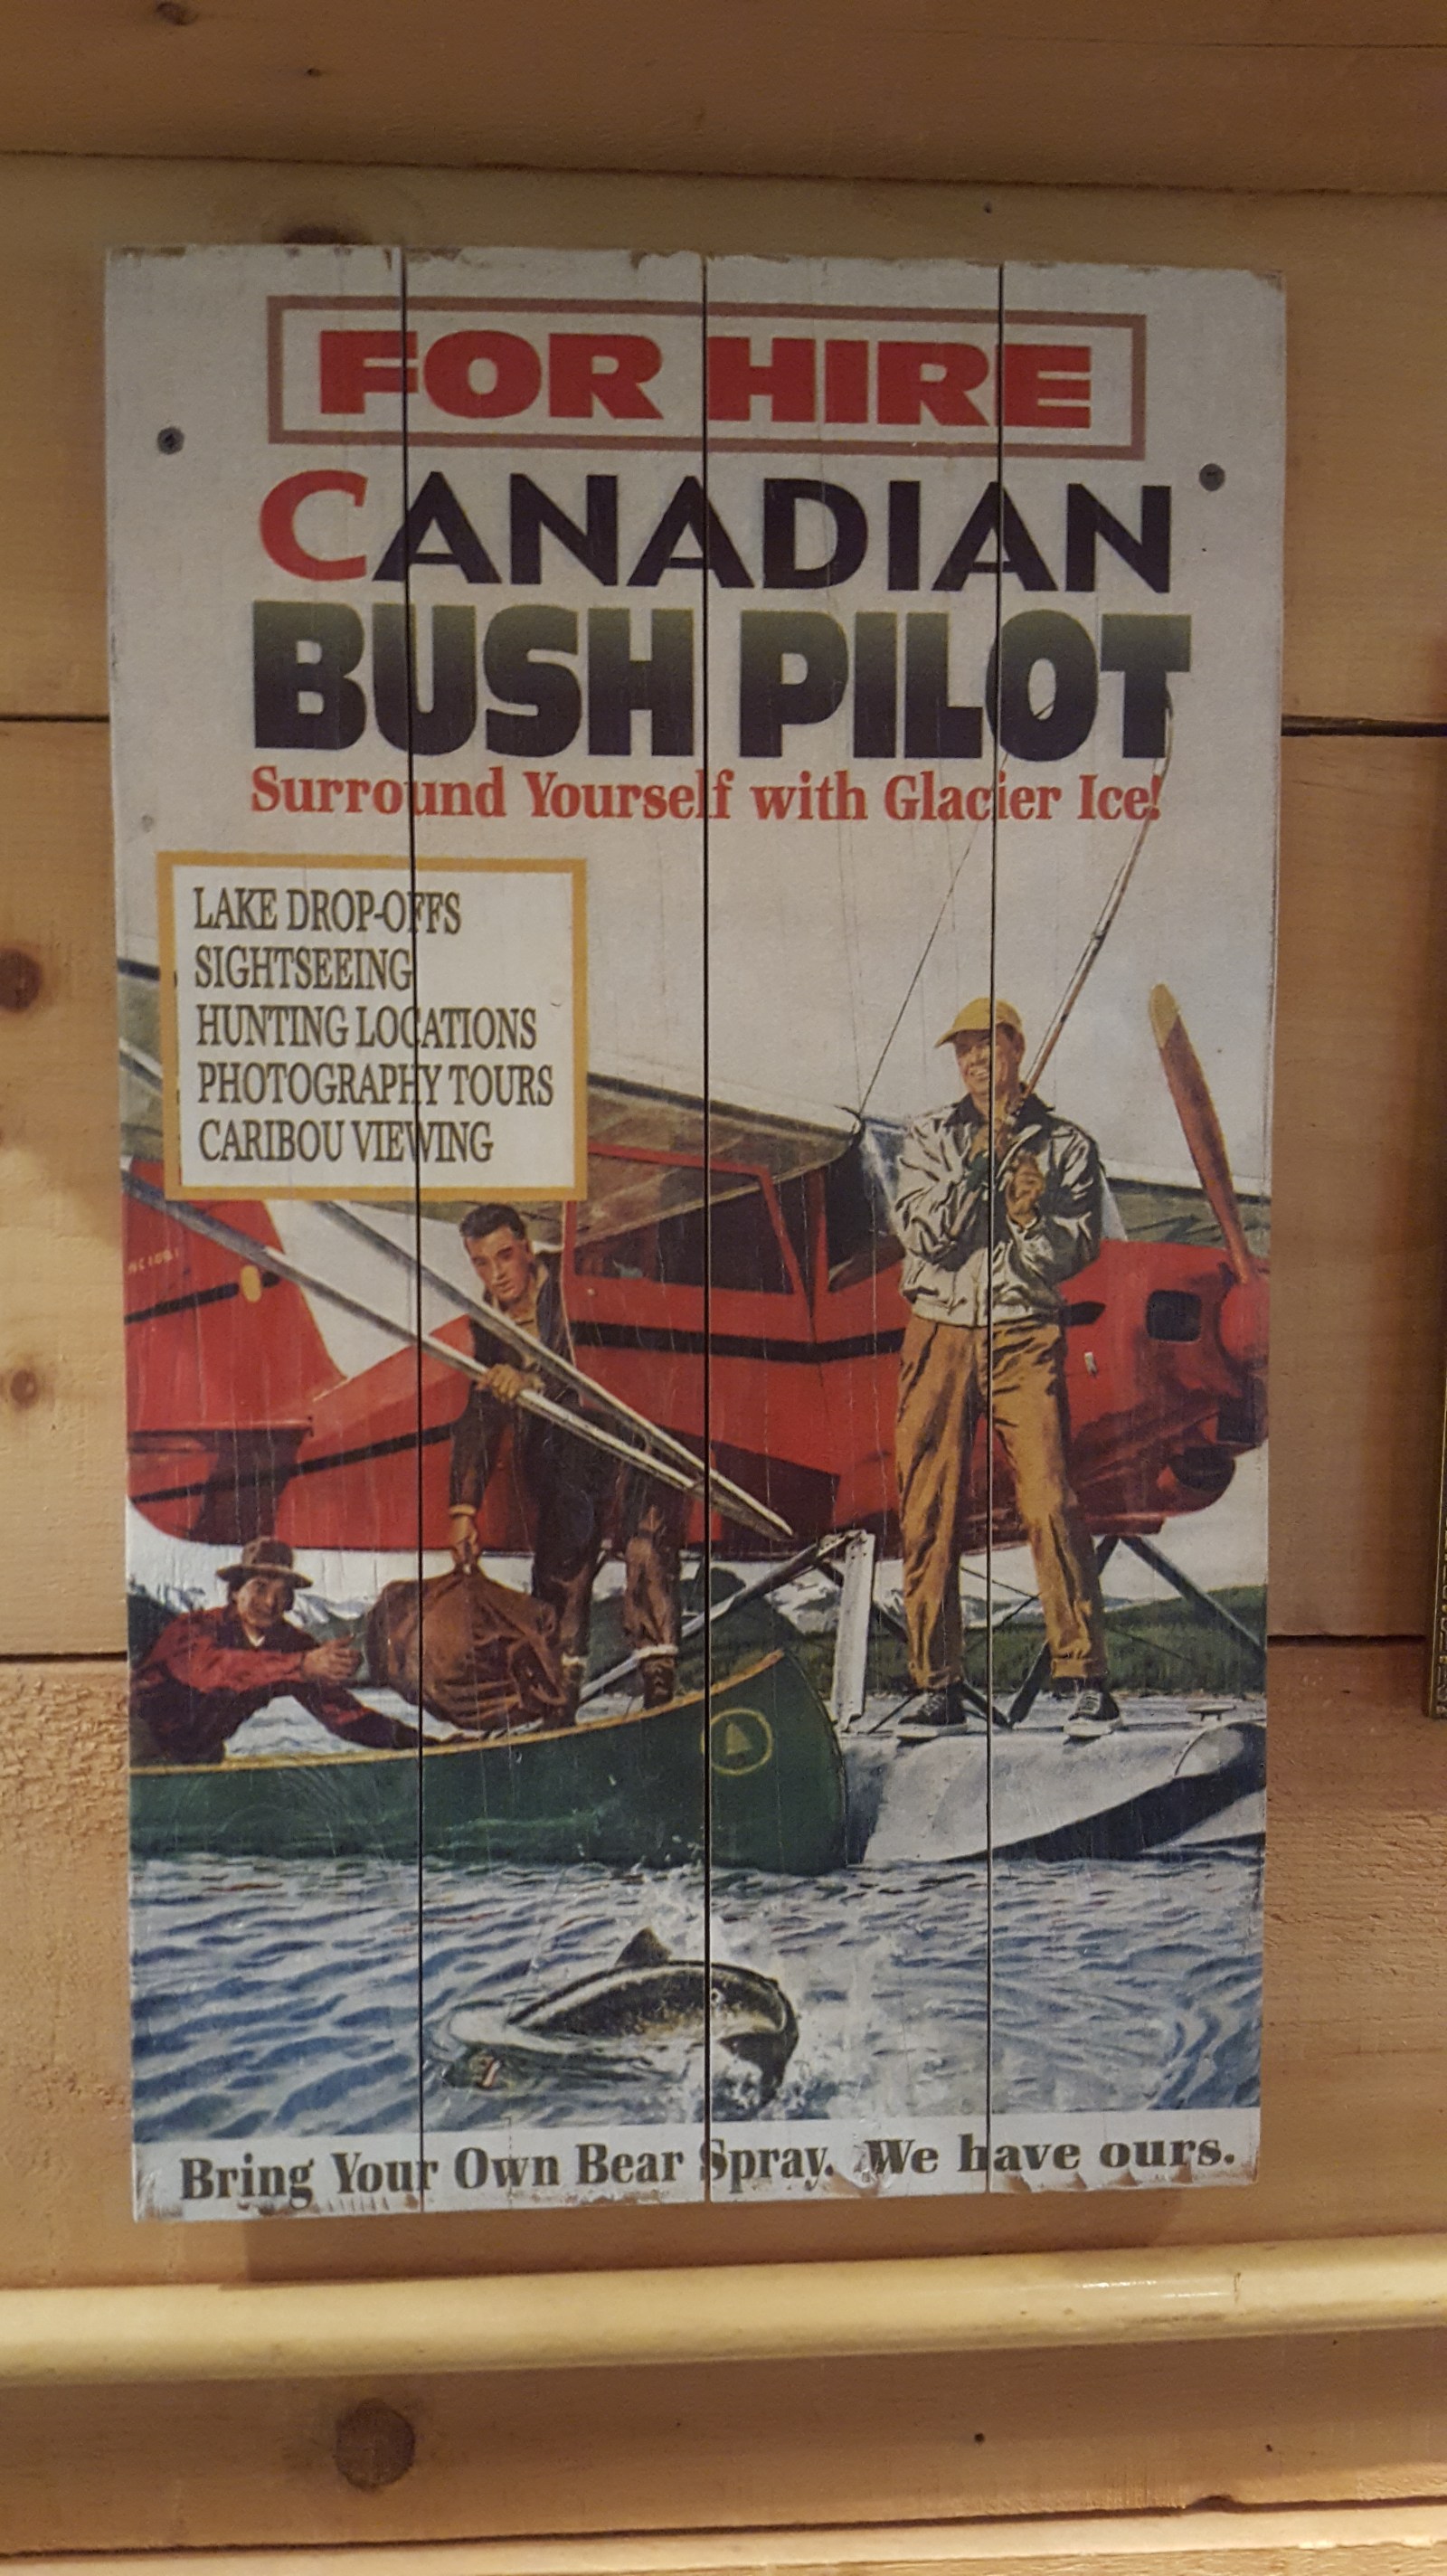 FOR HIRE
CANADIAN
BUSH PILOT
Surround Yourself with Glacier Ice!
LAKE DROP-OFFS
SIGHTSEEING
HUNTING LOCATIONS
PHOTOGRAPHY TOURS
CARIBOU VIEWING
Bring Your Own Bear Spray. We have ours.